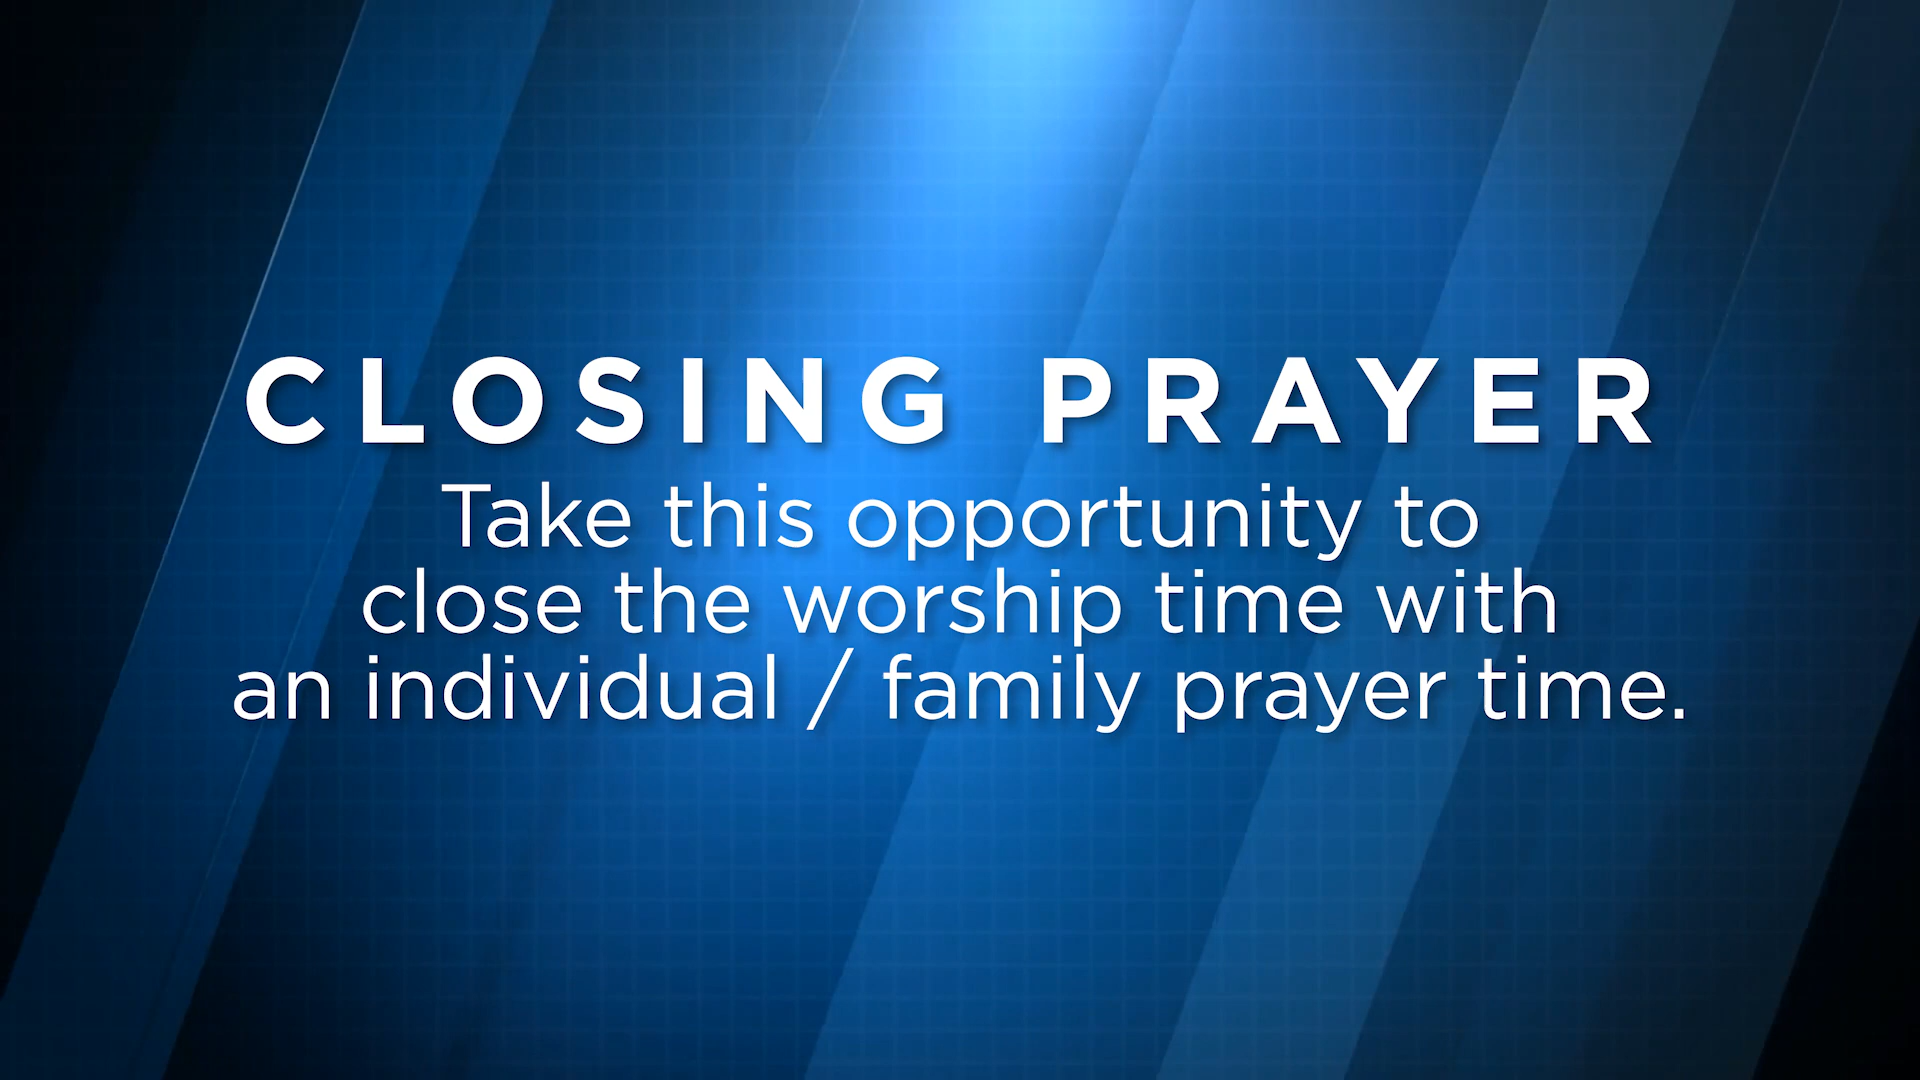 CLOSING PRAYER
Take this opportunity to
close the worship time with
an individual / family prayer time.